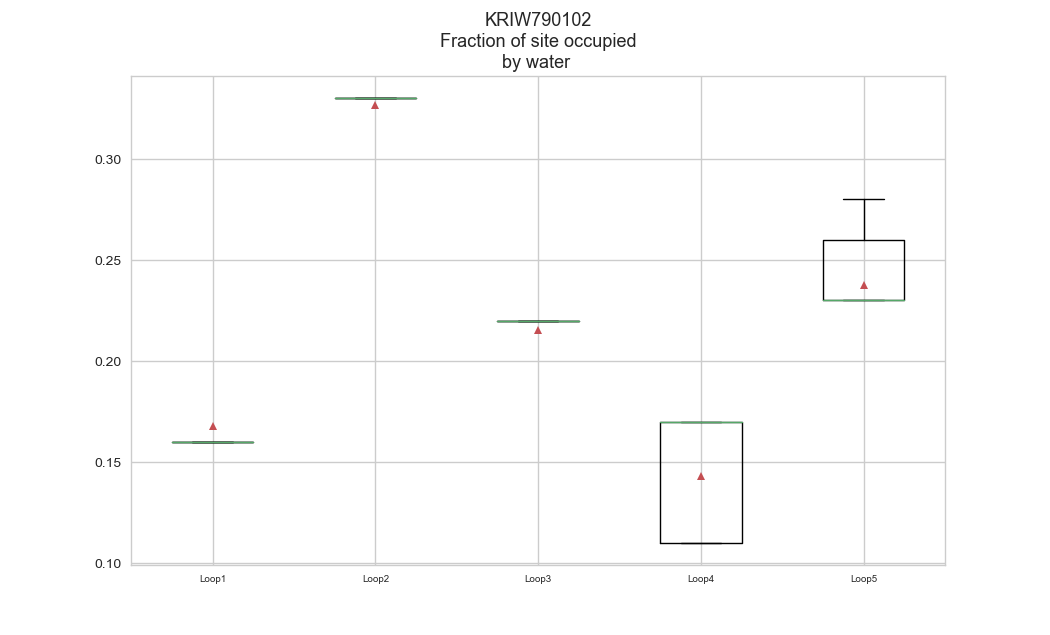 KRIW790102
Fraction of site occupied
by water
0.30
0.25
0.20
0.15
0.10
Loop1
Loop2
Loop3
Loop4
Loop5